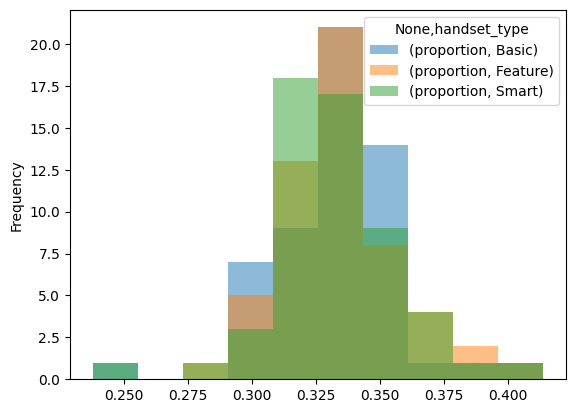 None,handset_type
(proportion, Basic)
(proportion, Feature)
(proportion, Smart)
Frequency
20.0
17.5
15.0
12.5
10.0
7.5
5.0
2.5
0.0
0.250 0.275 0.300 0.325 0.350 0.375 0.400